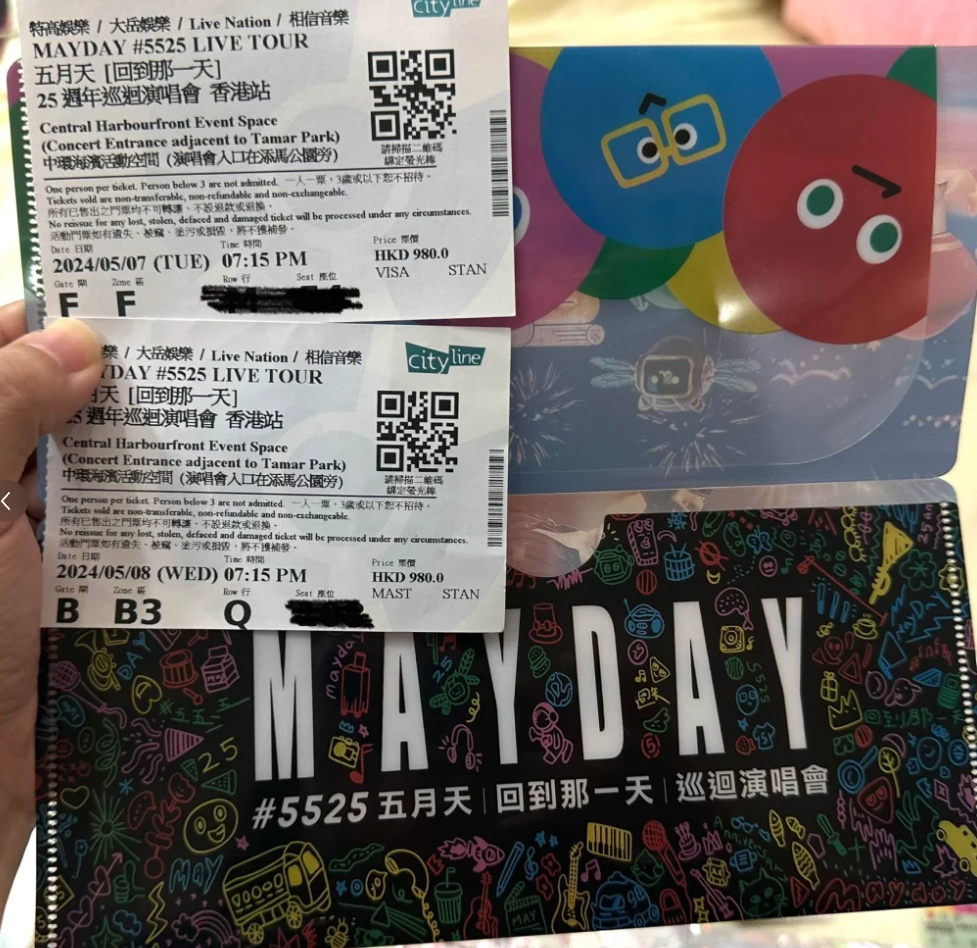 特高娛樂 / 大岳娛樂 / Live Nation / 相信音樂
MAYDAY #5525 LIVE TOUR
五月天 [回到那一天]
25 週年巡迴演唱會 香港站
Central Harbourfront Event Space
(Concert Entrance adjacent to Tamar Park)
中環海濱活動空間 (演唱會入口在添馬公園旁)
cityline
請掃描二維碼
綁定螢光棒
One person per ticket. Person below 3 are not admitted. 一人一票，3歲或以下恕不招待。
Tickets sold are non-transferable, non-refundable and non-exchangeable.
所有已售出之門票均不可轉讓、不設退款或退換。
No reissue for any lost, stolen, defaced and damaged ticket will be processed under any circumstances.
活動門票如有遺失、被竊、塗污或損毀，將不獲補發。
Date 日期 Time 時間 Price 票價
2024/05/07 (TUE) 07:15 PM HKD 980.0
VISA STAN
Gate 閘 Zone 區 Row 行 Seat 座位
F F
樂 / 大岳娛樂 / Live Nation / 相信音樂
YDAY #5525 LIVE TOUR
月天 [回到那一天]
5 週年巡迴演唱會 香港站
Central Harbourfront Event Space
(Concert Entrance adjacent to Tamar Park)
中環海濱活動空間 (演唱會入口在添馬公園旁)
cityline
請掃描二維碼
綁定螢光棒
One person per ticket. Person below 3 are not admitted. 一人一票，3歲或以下恕不招待。
Tickets sold are non-transferable, non-refundable and non-exchangeable.
所有已售出之門票均不可轉讓、不設退款或退換。
No reissue for any lost, stolen, defaced and damaged ticket will be processed under any circumstances.
活動門票如有遺失、被竊、塗污或損毀，將不獲補發。
Date 日期 Time 時間 Price 票價
2024/05/08 (WED) 07:15 PM HKD 980.0
MAST STAN
Gate 閘 Zone 區 Row 行 Seat 座位
B B3 Q
MAYDAY
#5525 五月天 | 回到那一天 | 巡迴演唱會
mayday
25
DAY
25
MAY
MAY
5525
回到那
Mayday